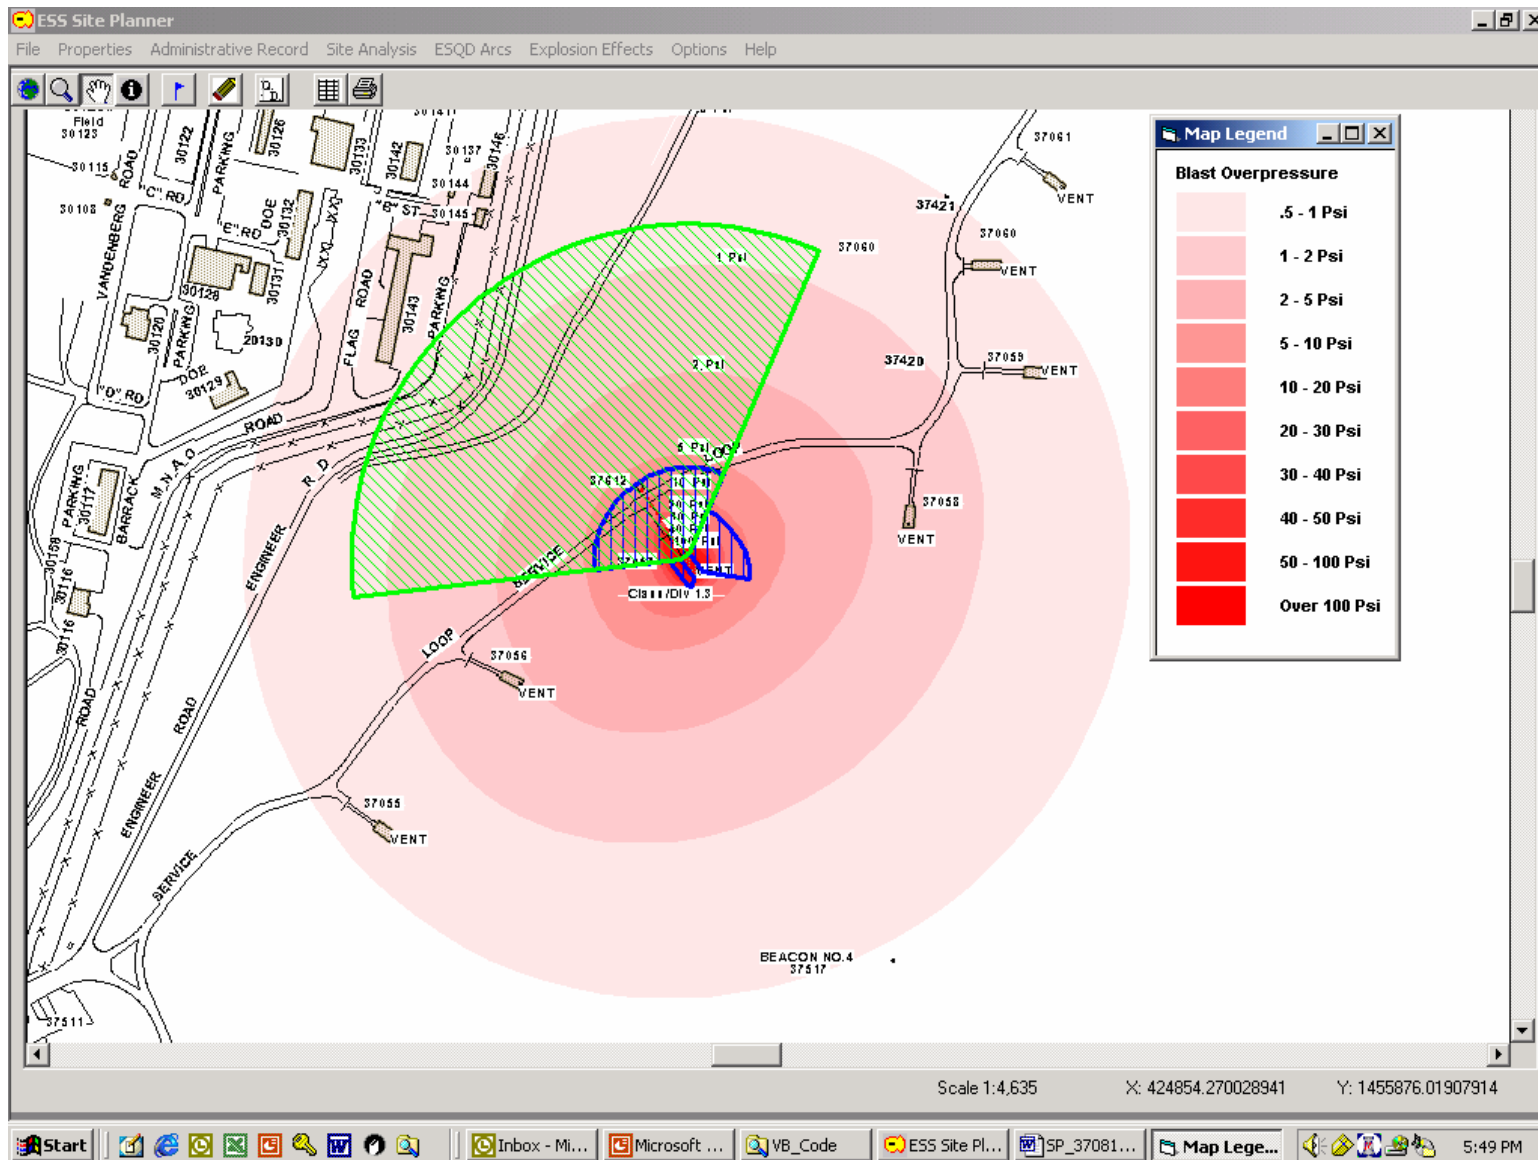 ESS Site Planner
File Properties Administrative Record Site Analysis ESQD Arcs Explosion Effects Options Help
Field
30123
30115
30108
"C" RD
VANDENBERG
ROAD
30122
PARKING
30126
"E" RD
DOE
30132
30128
30131
30120
PARKING
20130
DOE
30129
"D" RD
ROAD
30133
30142
30137
30146
30144
"B" ST
30145
FLAG
ROAD
30143
PARKING
M N A O
R D
PARKING
30117
BARRACK
30158
30116
30116
ROAD
ENGINEER
ROAD
ENGINEER
SERVICE
LOOP
SERVICE
LOOP
37612
1 Psi
2 Psi
5 Psi
10 Psi
100 Psi
VENT
Class/Div 1.3
37056
VENT
37055
VENT
37060
37421
37061
VENT
37060
VENT
37420
37059
VENT
37058
VENT
BEACON NO.4
37517
37511
Map Legend
Blast Overpressure
.5 - 1 Psi
1 - 2 Psi
2 - 5 Psi
5 - 10 Psi
10 - 20 Psi
20 - 30 Psi
30 - 40 Psi
40 - 50 Psi
50 - 100 Psi
Over 100 Psi
Scale 1:4,635 X: 424854.270028941 Y: 1455876.01907914
Start Inbox - Mi... Microsoft ... VB_Code ESS Site Pl... SP_37081... Map Lege... 5:49 PM